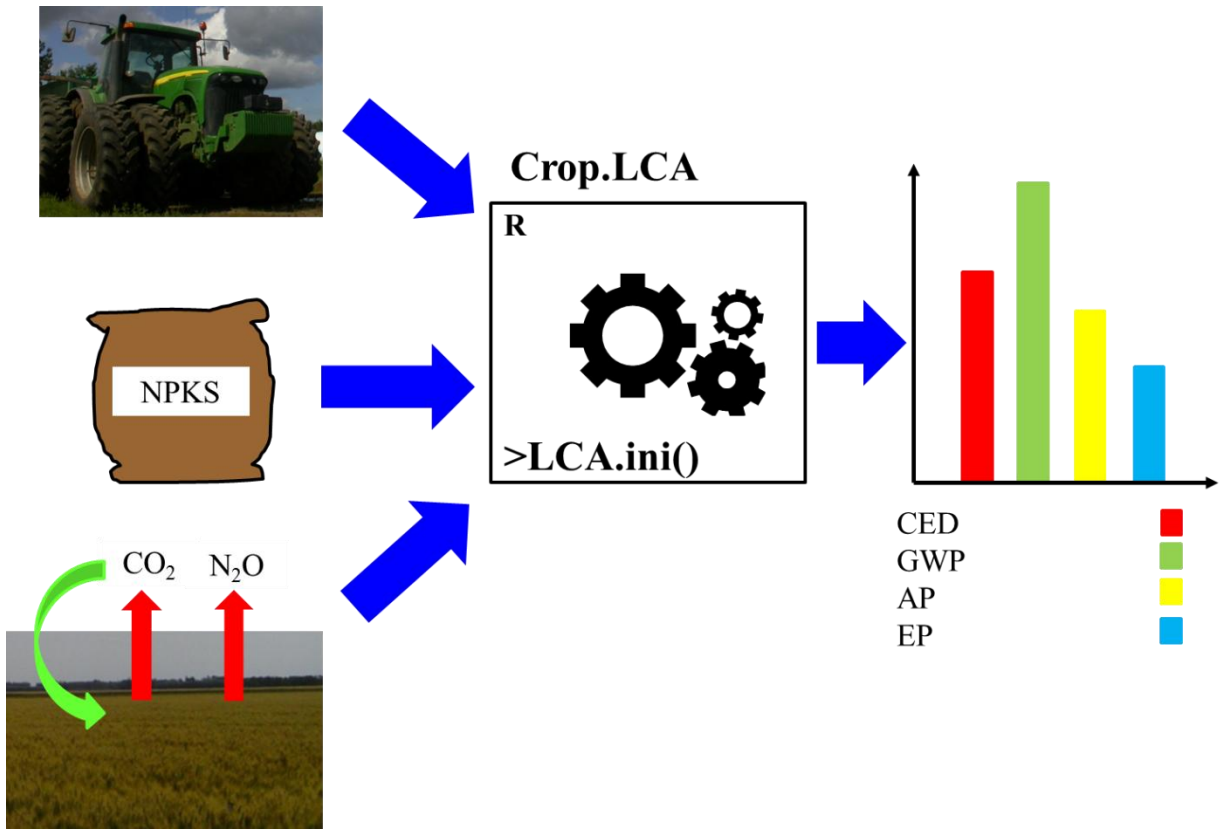 Crop.LCA
R
>LCA.ini()
NPKS
CO₂ N₂O
CED
GWP
AP
EP